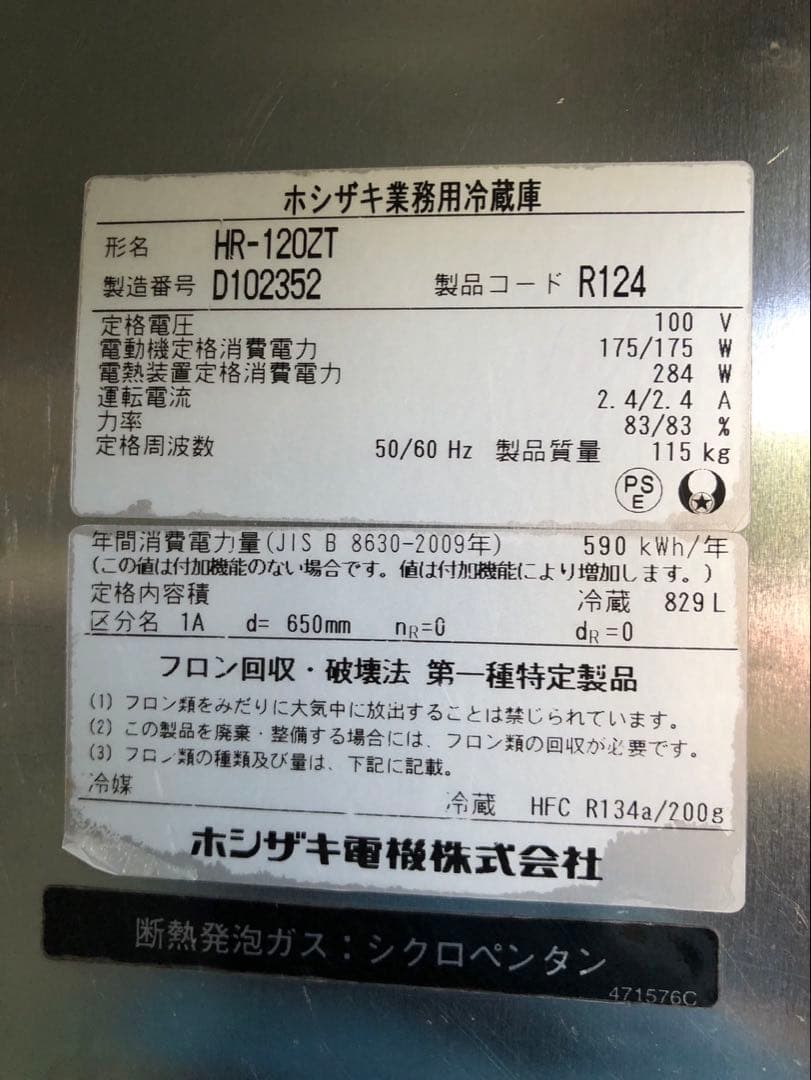 ホシザキ業務用冷蔵庫
形名 HR-120ZT
製造番号 D102352 製品コード R124
定格電圧 100 V
電動機定格消費電力 175/175 W
電熱装置定格消費電力 284 W
運転電流 2.4/2.4 A
力率 83/83 %
定格周波数 50/60 Hz 製品質量 115 kg
PS
E
年間消費電力量(JIS B 8630-2009年) 590 kWh/年
(この値は付加機能のない場合です。値は付加機能により増加します。)
定格内容積 冷蔵 829 L
区分名 1A d= 650mm nR=0 dR=0
フロン回収・破壊法 第一種特定製品
(1) フロン類をみだりに大気中に放出することは禁じられています。
(2) この製品を廃棄・整備する場合には、フロン類の回収が必要です。
(3) フロン類の種類及び量は、下記に記載。
冷媒
冷蔵 HFC R134a/200g
ホシザキ電機株式会社
断熱発泡ガス：シクロペンタン
471576C